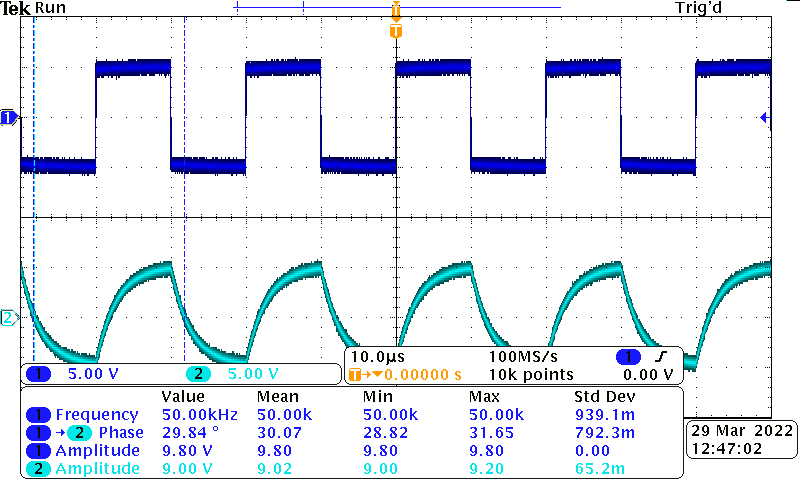 Tek Run Trig'd
T
T
1
2
10.0µs 100MS/s 1
T→▼0.00000 s 10k points 0.00 V
1 5.00 V 2 5.00 V
Value Mean Min Max Std Dev
1 Frequency 50.00kHz 50.00k 50.00k 50.00k 939.1m
1→2 Phase 29.84 ° 30.07 28.82 31.65 792.3m
1 Amplitude 9.80 V 9.80 9.80 9.80 0.00
2 Amplitude 9.00 V 9.02 9.00 9.20 65.2m
29 Mar 2022
12:47:02